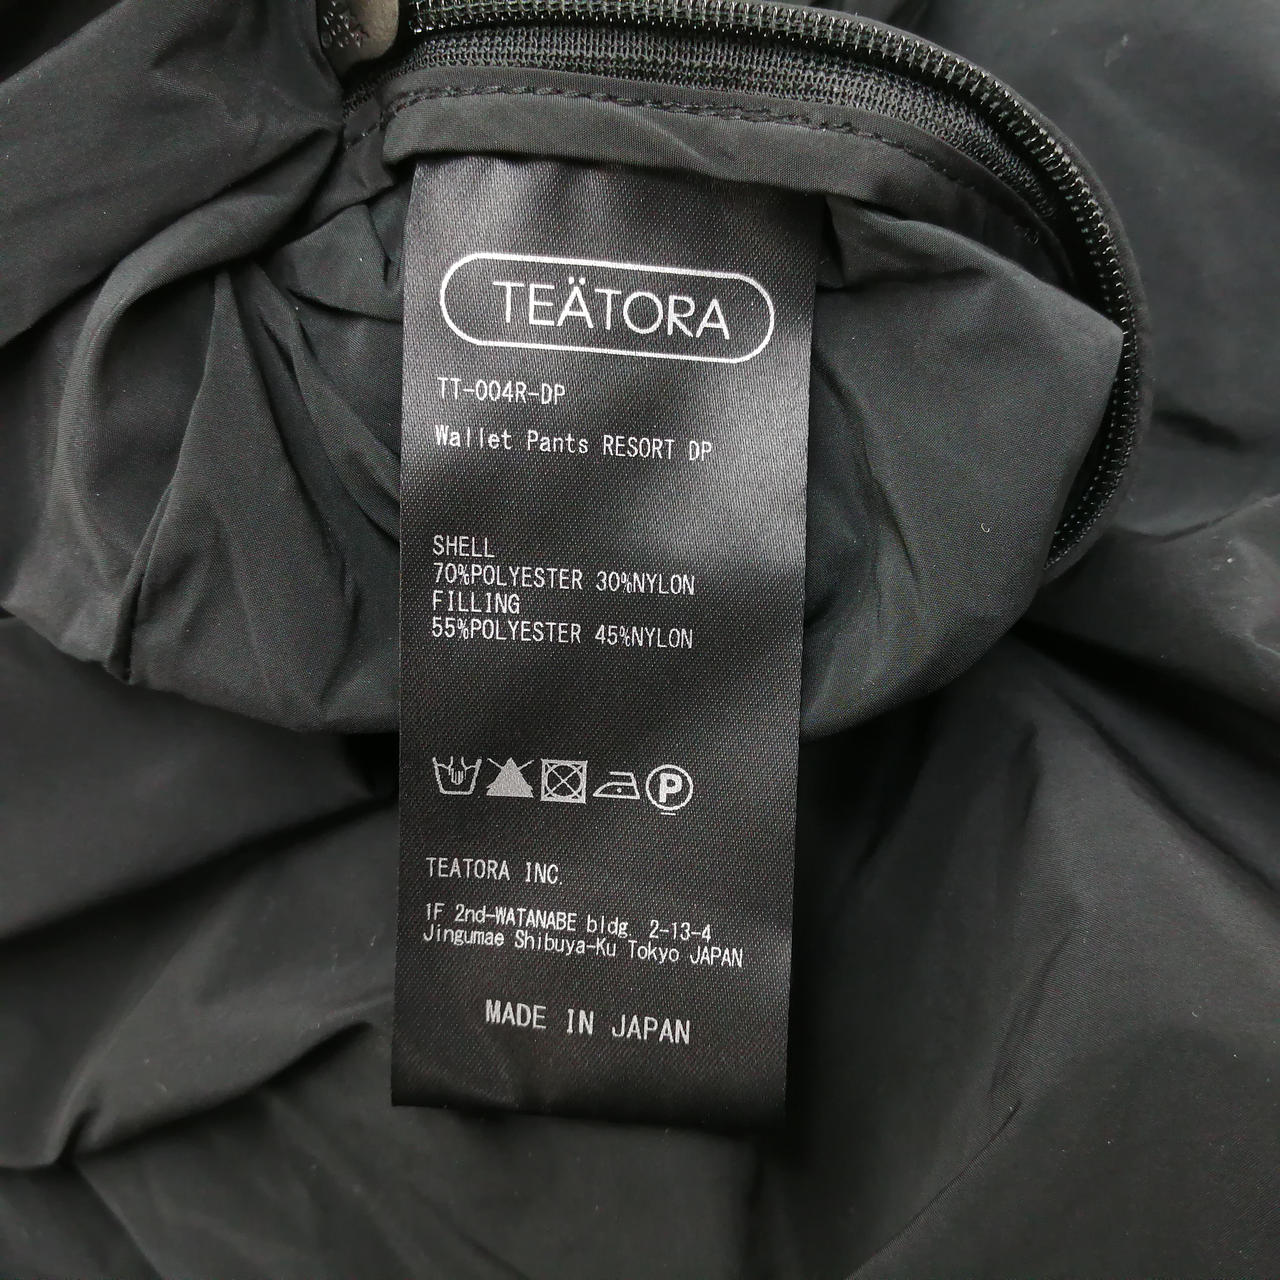 TEÄTORA
TT-004R-DP
Wallet Pants RESORT DP
SHELL
70%POLYESTER 30%NYLON
FILLING
55%POLYESTER 45%NYLON
P
TEATORA INC.
1F 2nd-WATANABE bldg. 2-13-4
Jingumae Shibuya-Ku Tokyo JAPAN
MADE IN JAPAN